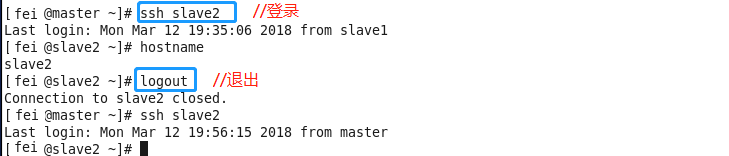 [fei @master ~]# ssh slave2 //登录
Last login: Mon Mar 12 19:35:06 2018 from slave1
[fei @slave2 ~]# hostname
slave2
[fei @slave2 ~]# logout //退出
Connection to slave2 closed.
[fei @master ~]# ssh slave2
Last login: Mon Mar 12 19:56:15 2018 from master
[fei @slave2 ~]#